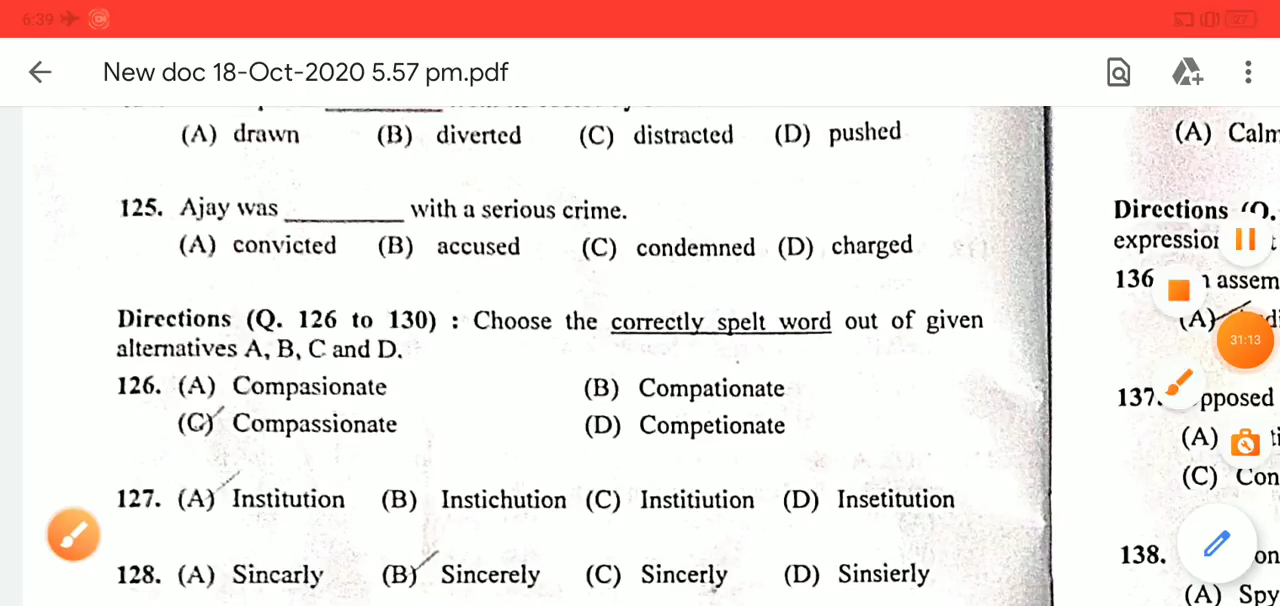 6:39
27
New doc 18-Oct-2020 5.57 pm.pdf
(A) drawn (B) diverted (C) distracted (D) pushed
125. Ajay was ________ with a serious crime.
(A) convicted (B) accused (C) condemned (D) charged
Directions (Q. 126 to 130) : Choose the correctly spelt word out of given
alternatives A, B, C and D.
126. (A) Compasionate (B) Compationate
(C) Compassionate (D) Competionate
127. (A) Institution (B) Instichution (C) Institiution (D) Insetitution
128. (A) Sincarly (B) Sincerely (C) Sincerly (D) Sinsierly
(A) Calm
Directions (Q.
expression
136 assem
(A)
31:13
137. pposed
(A)
(C) Con
138. on
(A) Spy